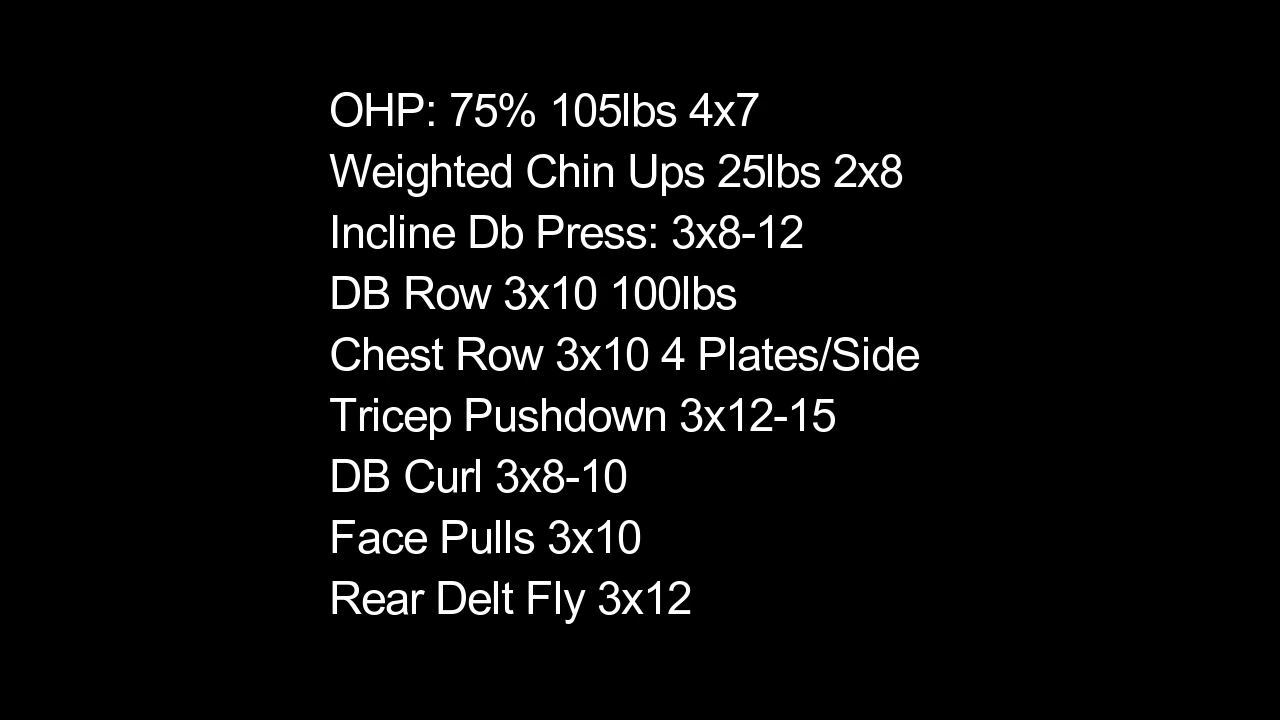 OHP: 75% 105lbs 4x7
Weighted Chin Ups 25lbs 2x8
Incline Db Press: 3x8-12
DB Row 3x10 100lbs
Chest Row 3x10 4 Plates/Side
Tricep Pushdown 3x12-15
DB Curl 3x8-10
Face Pulls 3x10
Rear Delt Fly 3x12